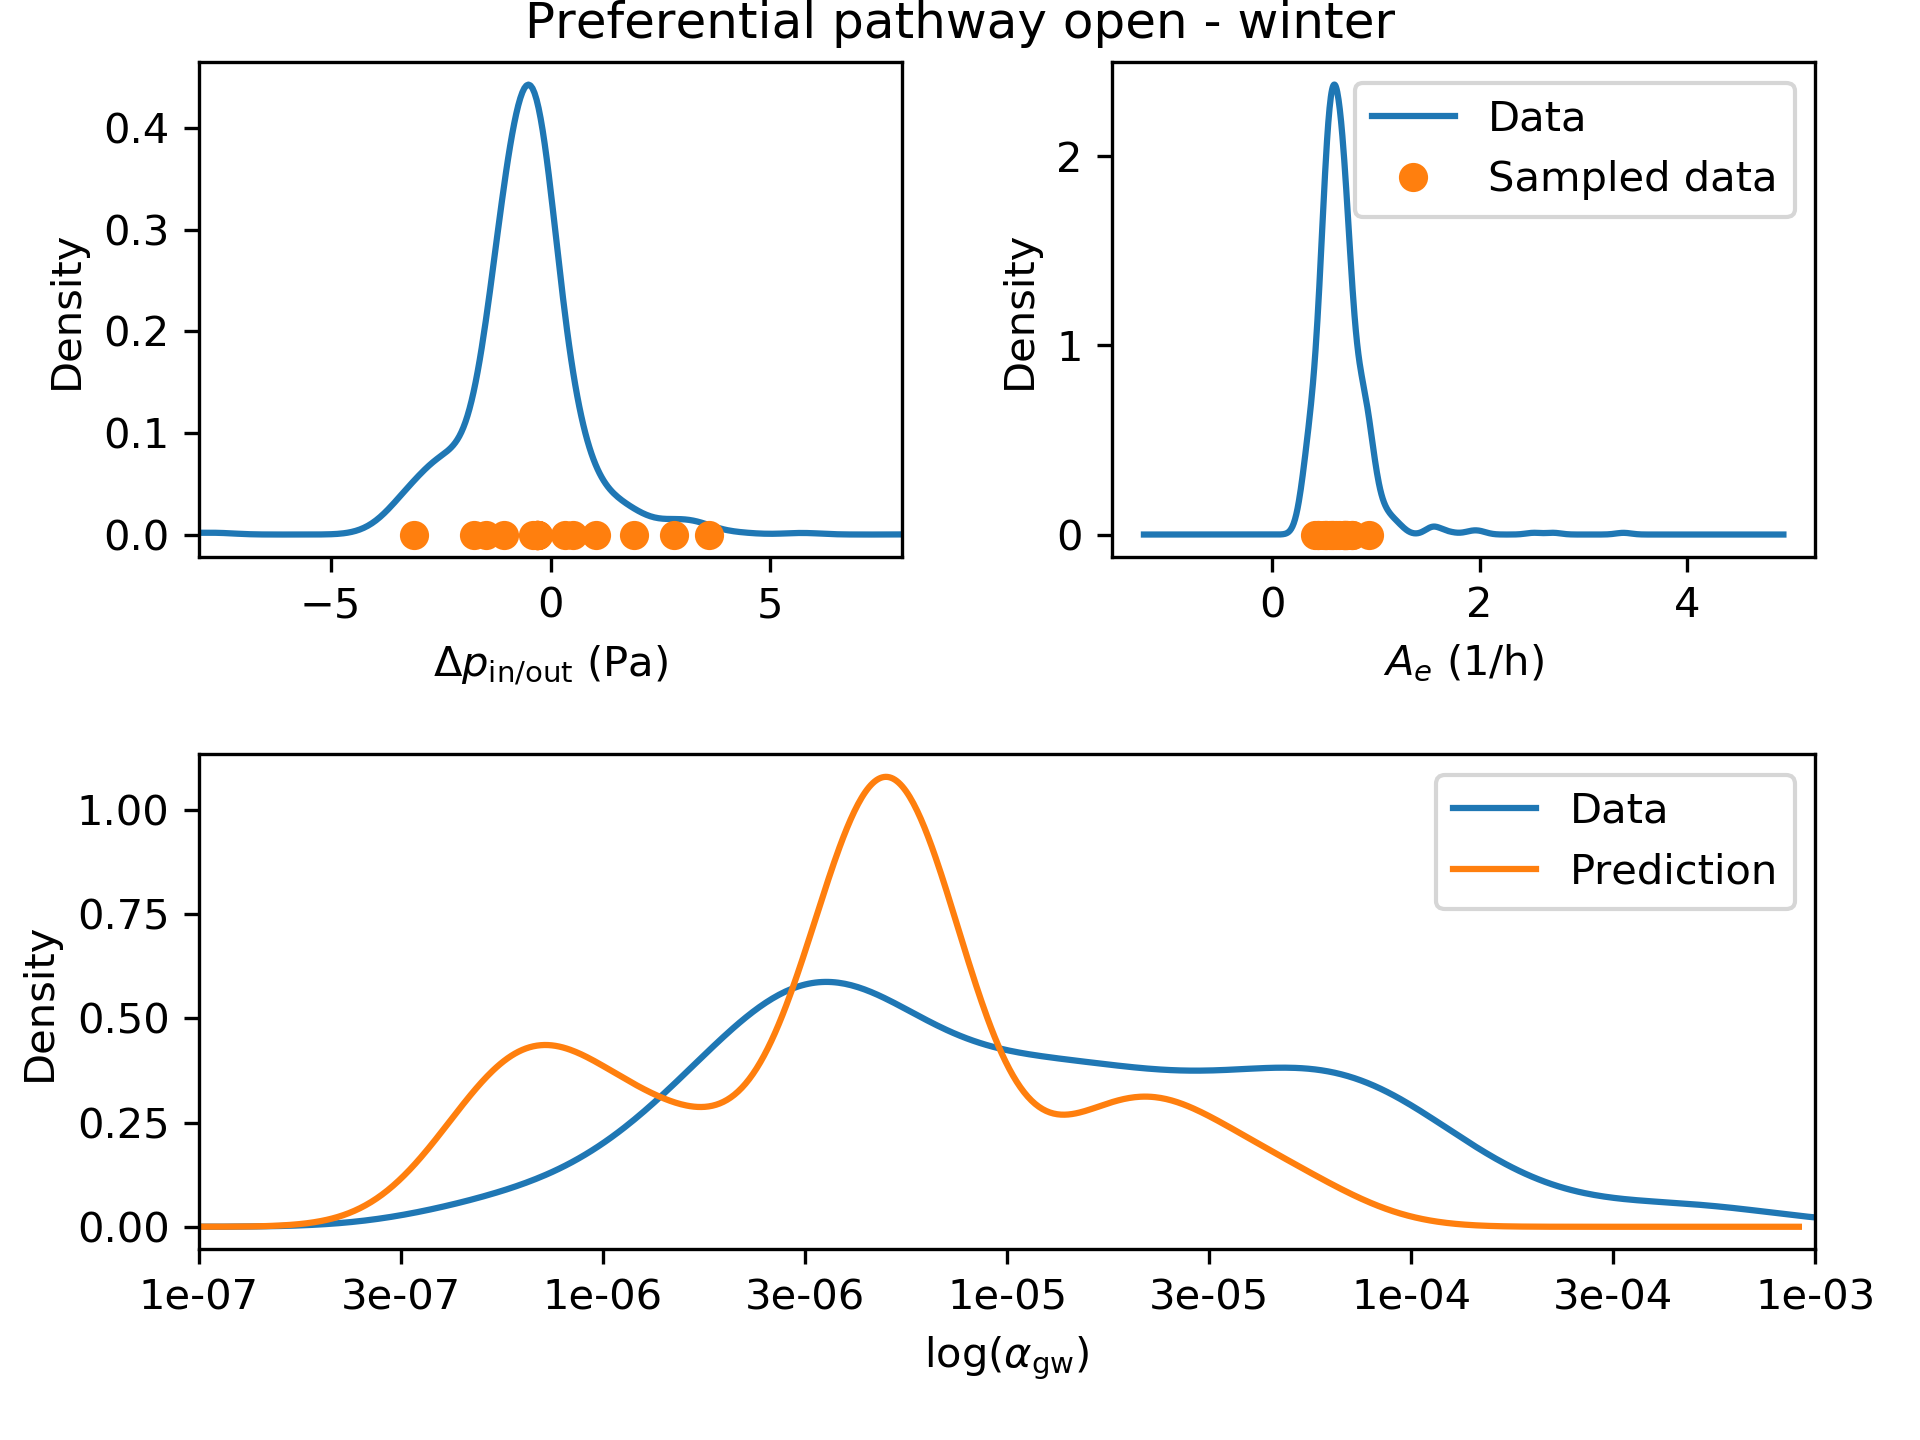 Preferential pathway open - winter
0.4
0.3
0.2
0.1
0.0
Density
−5 0 5
Δp_in/out (Pa)
2
1
0
Density
Data
Sampled data
0 2 4
A_e (1/h)
1.00
0.75
0.50
0.25
0.00
Density
Data
Prediction
1e-07 3e-07 1e-06 3e-06 1e-05 3e-05 1e-04 3e-04 1e-03
log(α_gw)